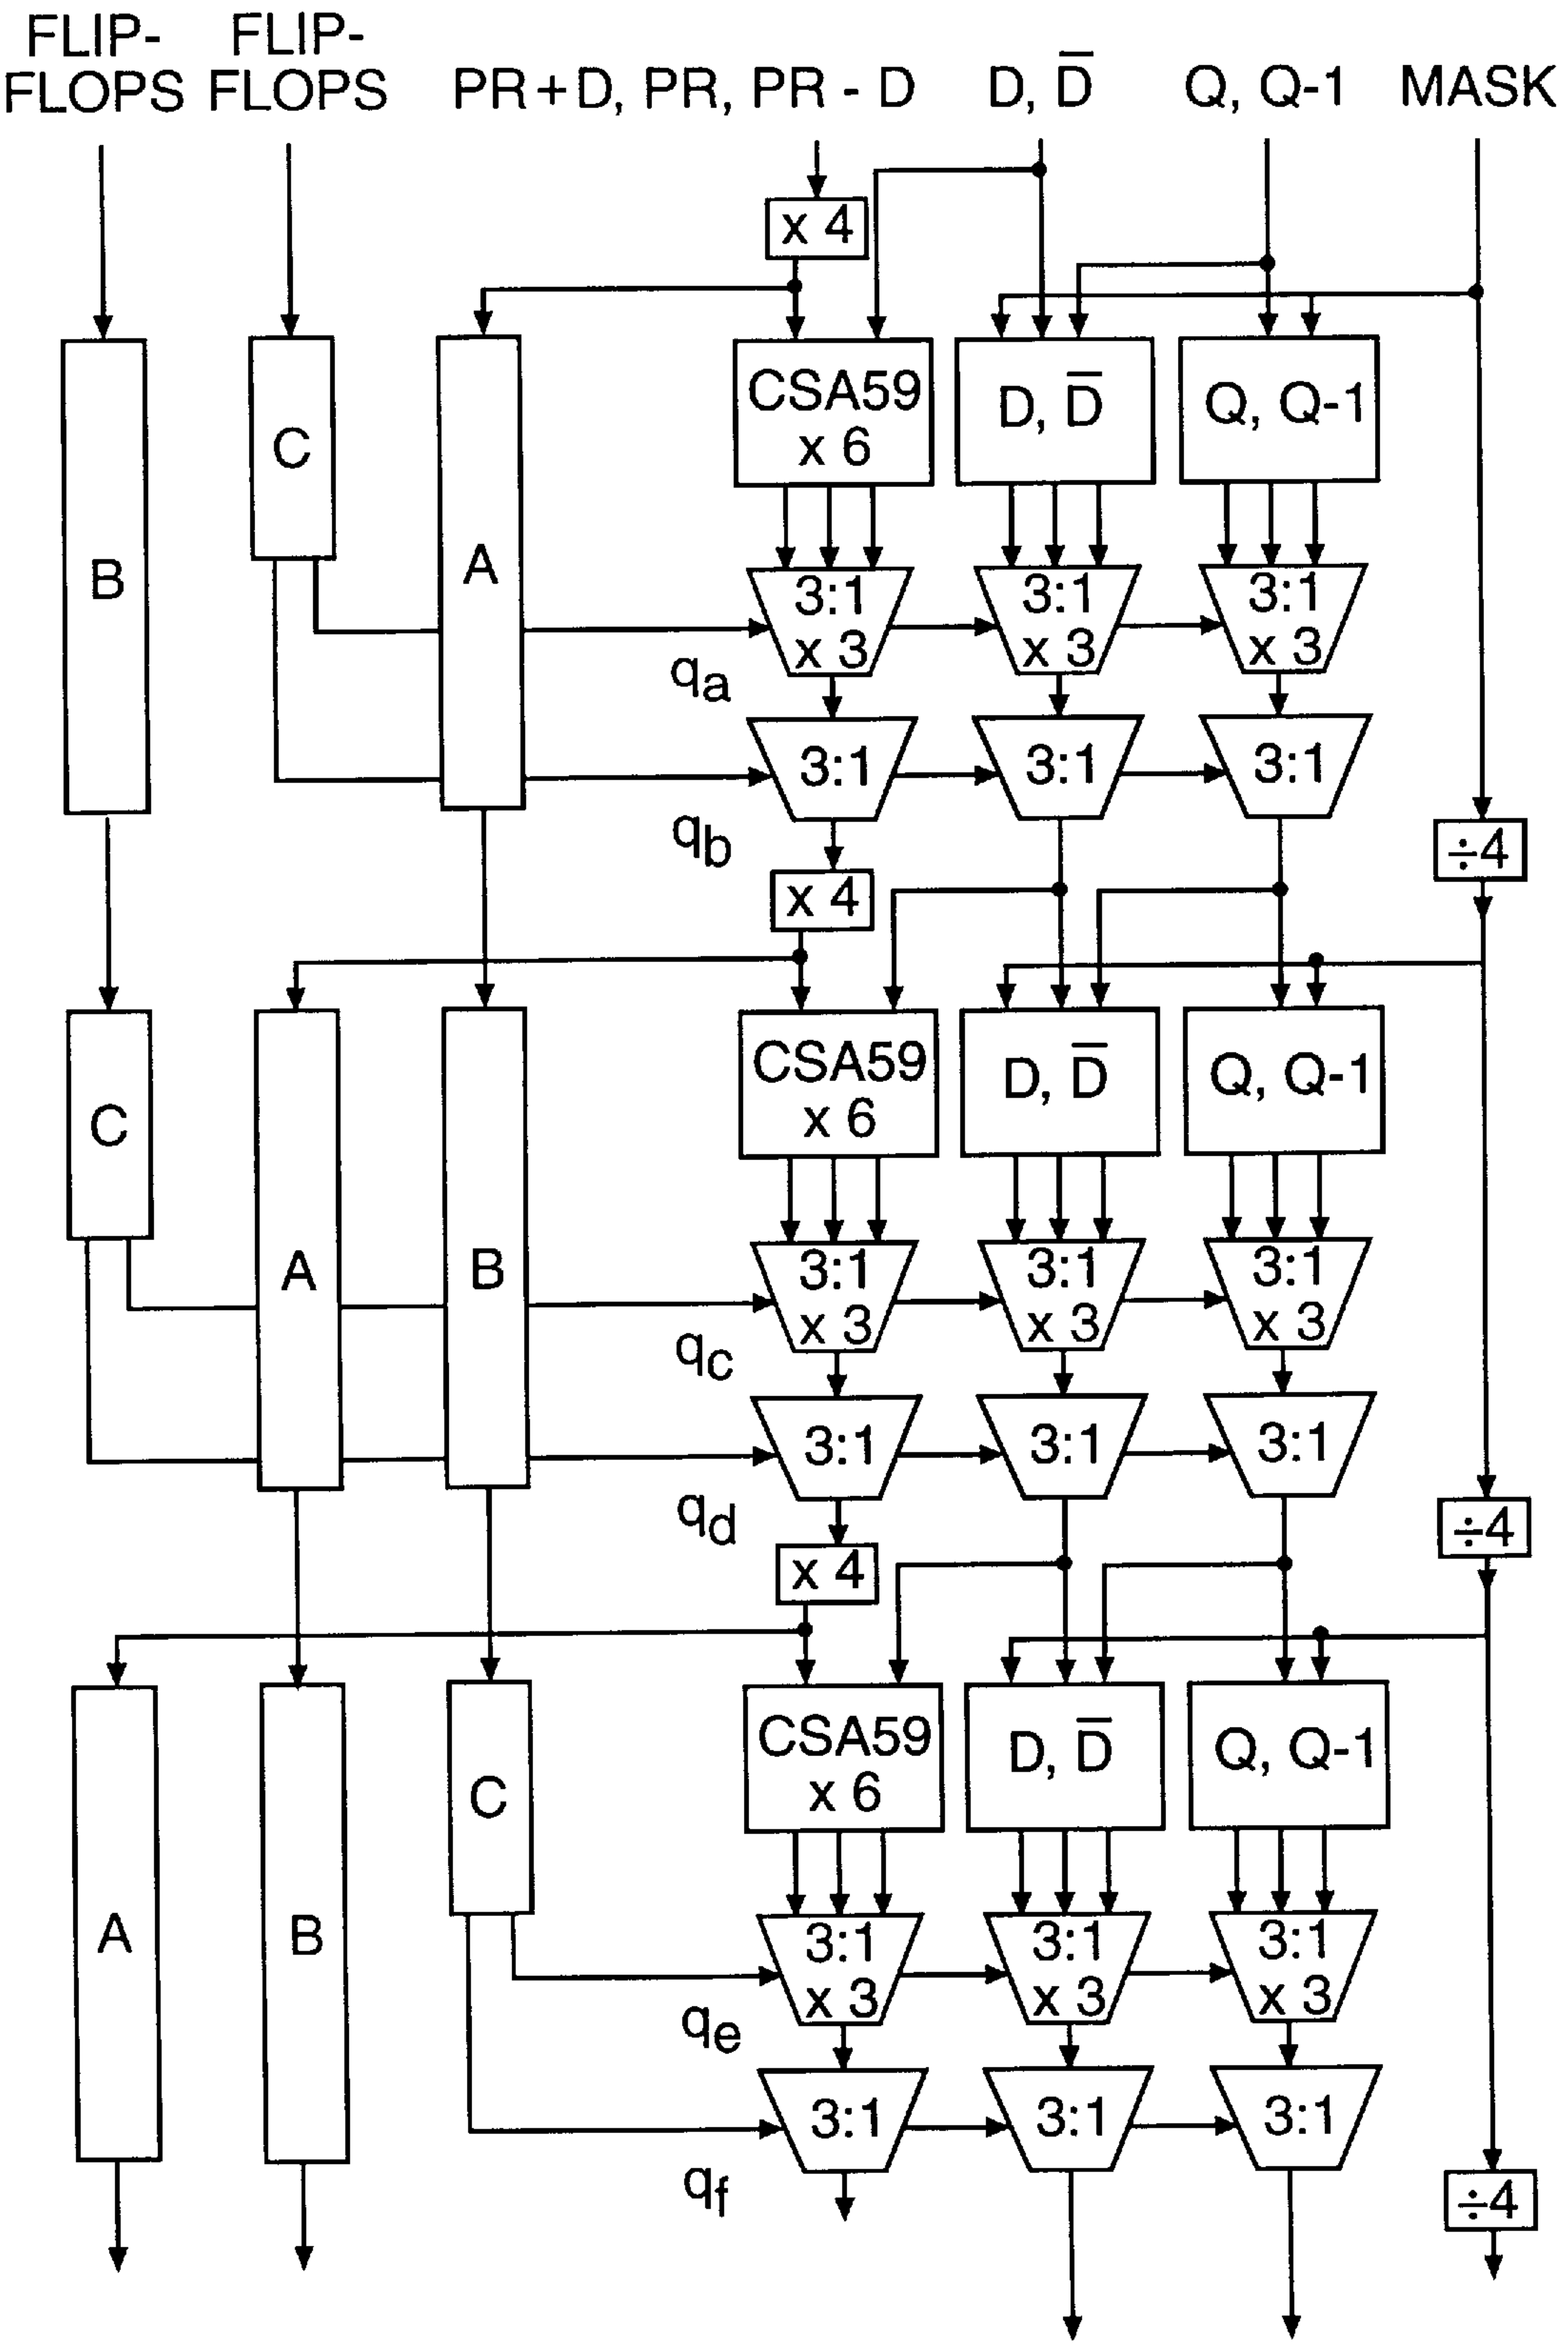 FLIP-
FLOPS
FLIP-
FLOPS
PR+D, PR, PR - D
D, D̅
Q, Q-1
MASK
x 4
B
C
A
CSA59
x 6
D, D̅
Q, Q-1
3:1
x 3
3:1
x 3
3:1
x 3
qa
3:1
3:1
3:1
qb
÷4
x 4
C
A
B
CSA59
x 6
D, D̅
Q, Q-1
3:1
x 3
3:1
x 3
3:1
x 3
qc
3:1
3:1
3:1
qd
÷4
x 4
A
B
C
CSA59
x 6
D, D̅
Q, Q-1
3:1
x 3
3:1
x 3
3:1
x 3
qe
3:1
3:1
3:1
qf
÷4